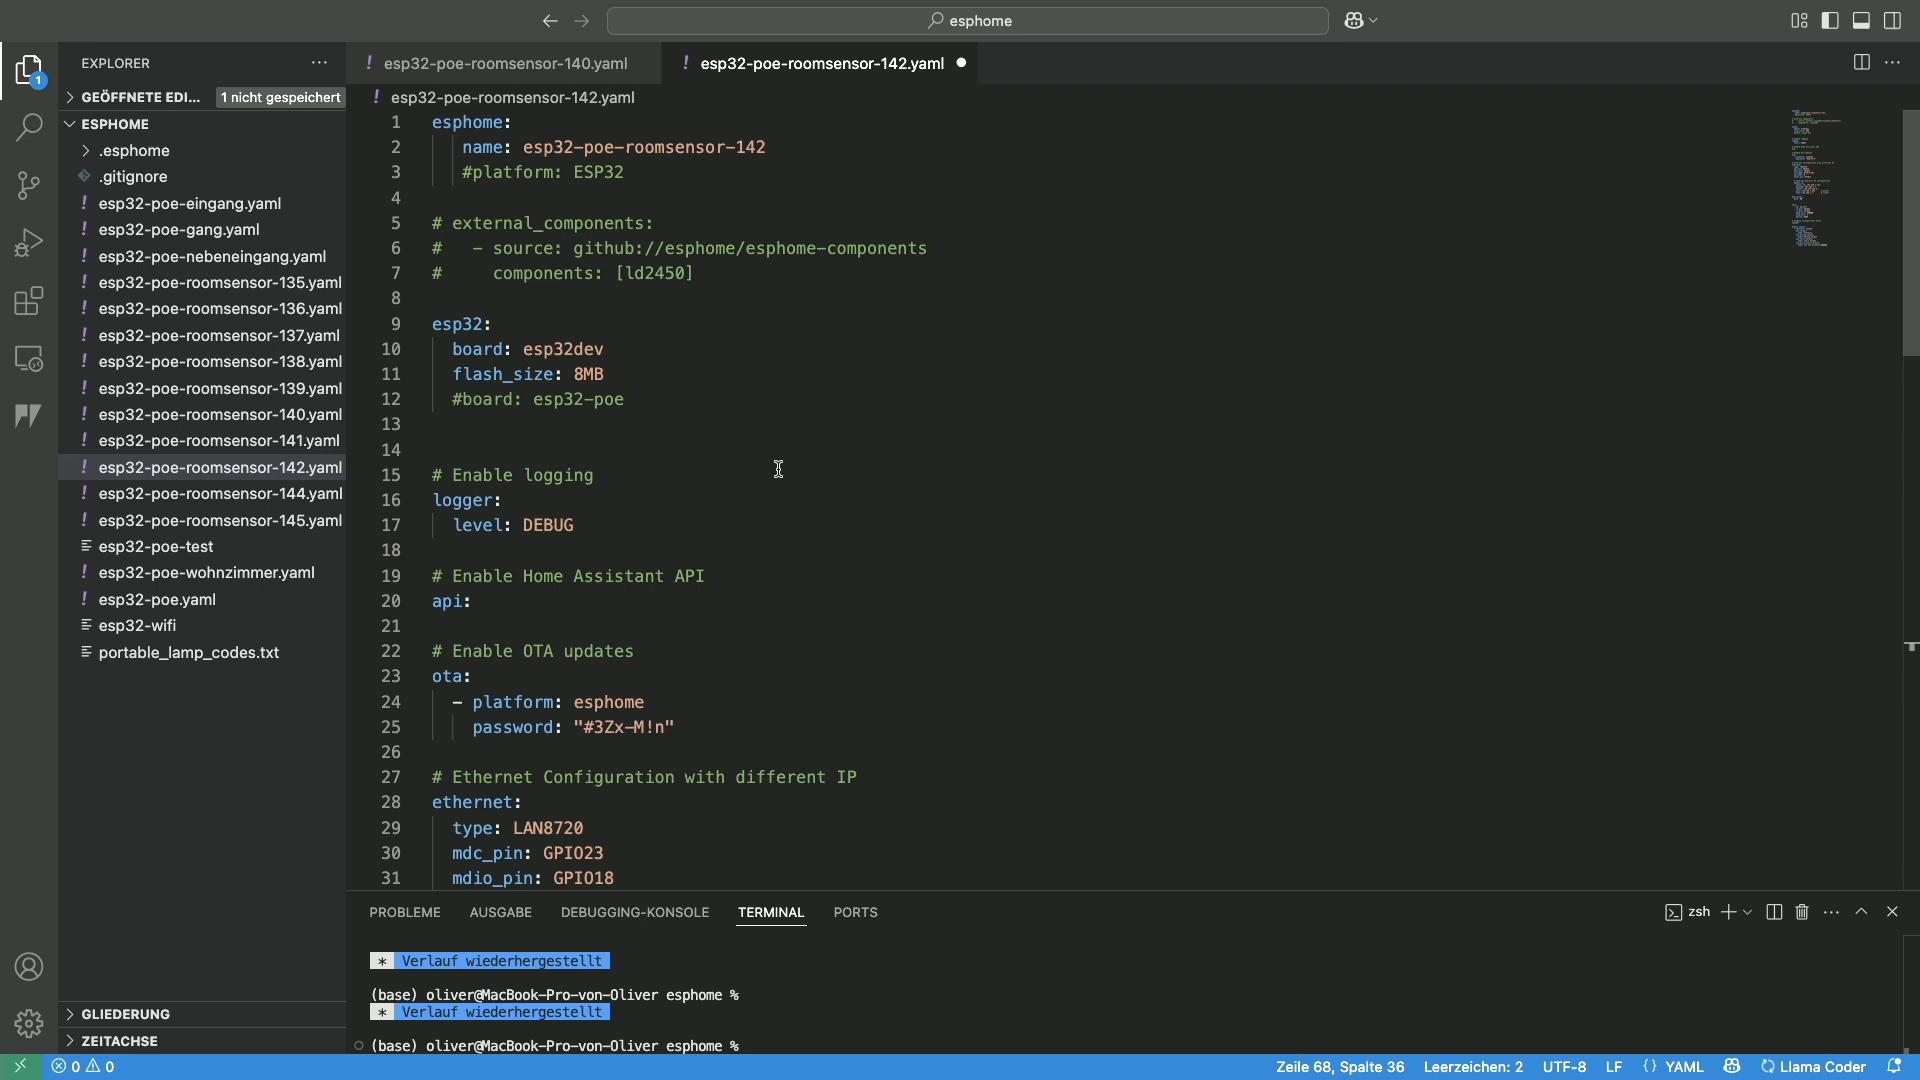 esphome
EXPLORER
esp32-poe-roomsensor-140.yaml
esp32-poe-roomsensor-142.yaml
GEÖFFNETE EDI...
1 nicht gespeichert
esp32-poe-roomsensor-142.yaml
ESPHOME
.esphome
.gitignore
esp32-poe-eingang.yaml
esp32-poe-gang.yaml
esp32-poe-nebeneingang.yaml
esp32-poe-roomsensor-135.yaml
esp32-poe-roomsensor-136.yaml
esp32-poe-roomsensor-137.yaml
esp32-poe-roomsensor-138.yaml
esp32-poe-roomsensor-139.yaml
esp32-poe-roomsensor-140.yaml
esp32-poe-roomsensor-141.yaml
esp32-poe-roomsensor-142.yaml
esp32-poe-roomsensor-144.yaml
esp32-poe-roomsensor-145.yaml
esp32-poe-test
esp32-poe-wohnzimmer.yaml
esp32-poe.yaml
esp32-wifi
portable_lamp_codes.txt
GLIEDERUNG
ZEITACHSE
1 esphome:
2 name: esp32-poe-roomsensor-142
3 #platform: ESP32
4
5 # external_components:
6 # - source: github://esphome/esphome-components
7 # components: [ld2450]
8
9 esp32:
10 board: esp32dev
11 flash_size: 8MB
12 #board: esp32-poe
13
14
15 # Enable logging
16 logger:
17 level: DEBUG
18
19 # Enable Home Assistant API
20 api:
21
22 # Enable OTA updates
23 ota:
24 - platform: esphome
25 password: "#3Zx-M!n"
26
27 # Ethernet Configuration with different IP
28 ethernet:
29 type: LAN8720
30 mdc_pin: GPIO23
31 mdio_pin: GPIO18
PROBLEME AUSGABE DEBUGGING-KONSOLE TERMINAL PORTS
zsh
* Verlauf wiederhergestellt
(base) oliver@MacBook-Pro-von-Oliver esphome %
* Verlauf wiederhergestellt
(base) oliver@MacBook-Pro-von-Oliver esphome %
0 0
Zeile 68, Spalte 36 Leerzeichen: 2 UTF-8 LF {} YAML Llama Coder